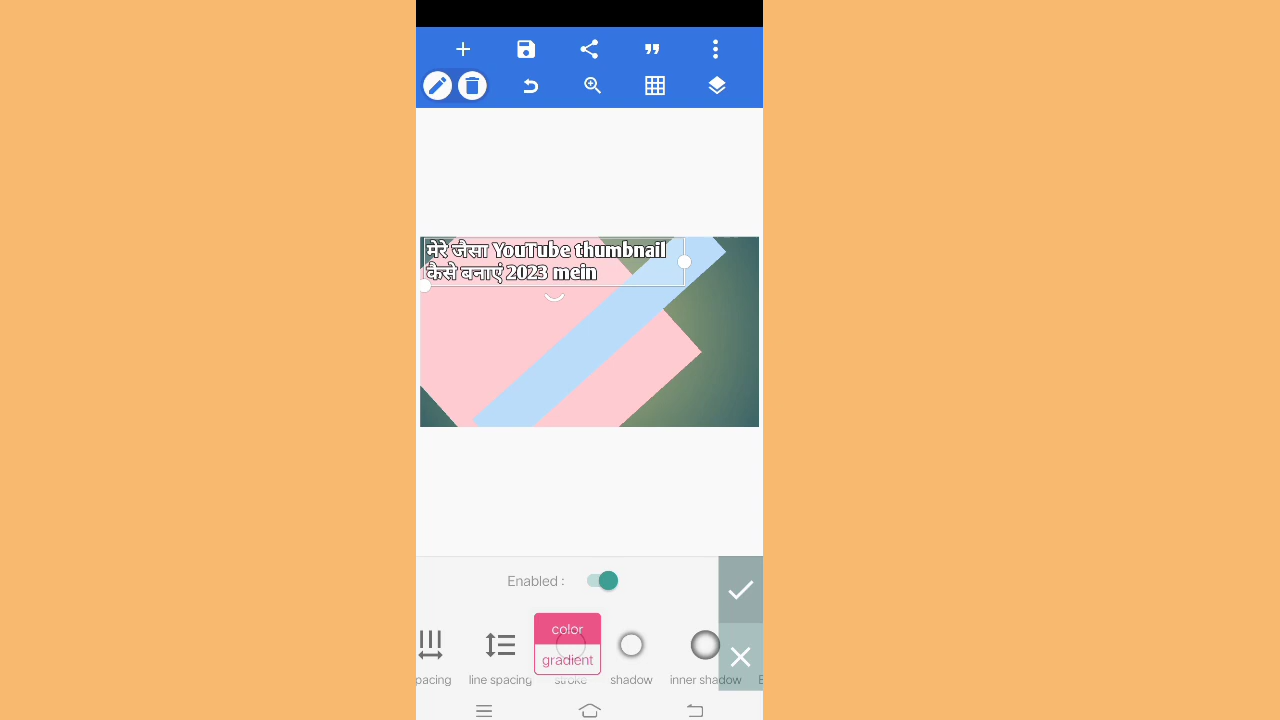 मेरे जैसा YouTube thumbnail
कैसे बनाएं 2023 mein
Enabled :
color
gradient
pacing
line spacing
stroke
shadow
inner shadow